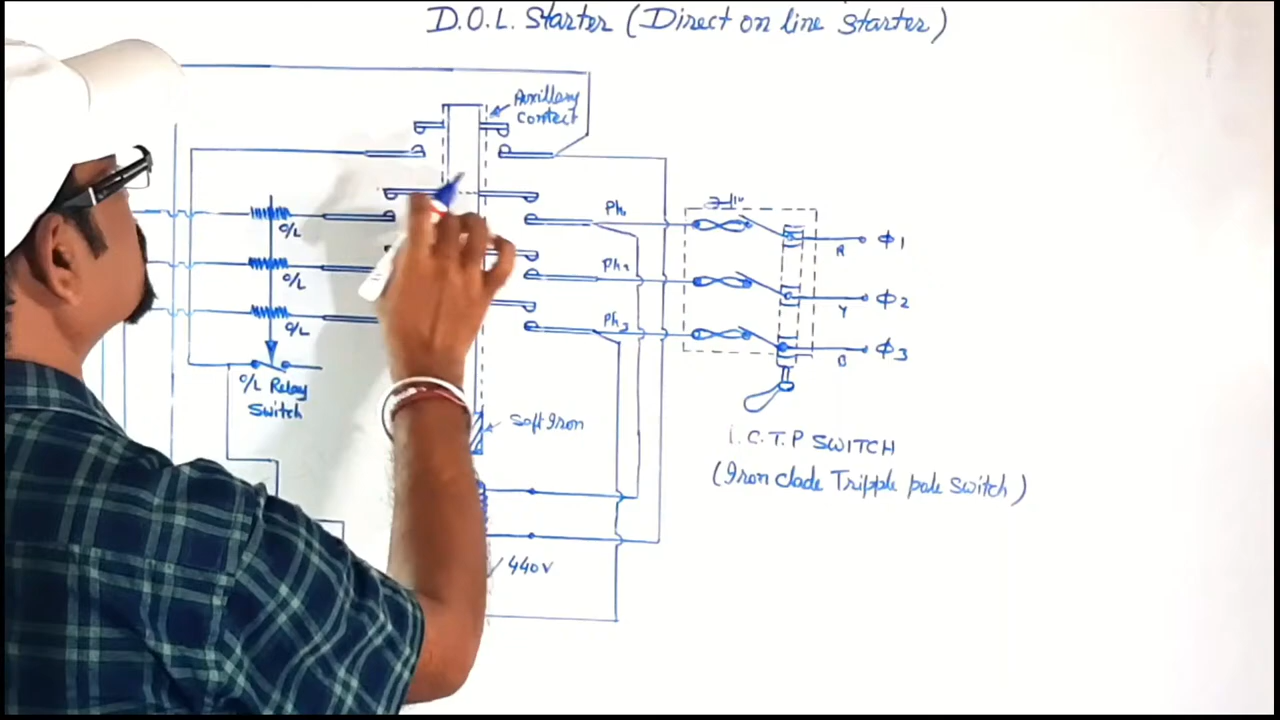 D.O.L. Starter (Direct on line Starter)
Auxillary
Contect
Ph₁
Ph₂
Ph₃
R
Y
B
Φ1
Φ2
Φ3
O/L
O/L
O/L
O/L Relay
Switch
Soft Iron
440V
I.C.T.P SWITCH
(Iron clade Tripple pole Switch)